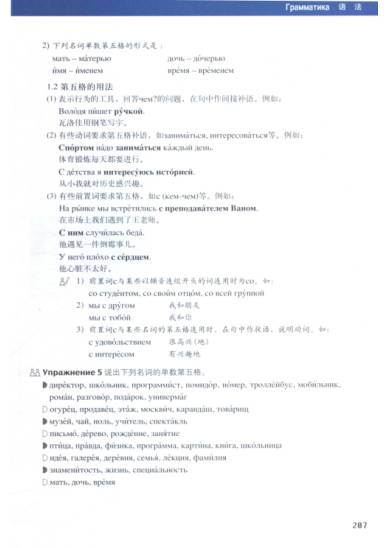 Грамматика 语 法
2) 下列名词单数第五格的形式是：
мать – ма́терью дочь – до́черью
и́мя – и́менем вре́мя – вре́менем
1.2 第五格的用法
(1) 表示行为的工具，回答чем?的问题，在句中作间接补语。例如：
Воло́дя пи́шет ру́чкой.
瓦洛佳用钢笔写字。
(2) 有些动词要求第五格补语，如занима́ться, интересова́ться等。例如：
Спо́ртом на́до занима́ться ка́ждый день.
体育锻炼每天都要进行。
С де́тства я интересу́юсь исто́рией.
从小我就对历史感兴趣。
(3) 有些前置词要求第五格，如с (кем-чем)等。例如：
На ры́нке мы встре́тились с преподава́телем Ва́ном.
在市场上我们遇到了王老师。
С ним случи́лась беда́.
他遇见一件倒霉事儿。
У него́ пло́хо с се́рдцем.
他心脏不太好。
1) 前置词с与某些以辅音连缀开头的词连用时为со。如：
со студе́нтом, со свои́м отцо́м, со всей гру́ппой
2) мы с дру́гом 我和朋友
мы с тобо́й 我和你
3) 前置词с与某些名词的第五格连用时，在句中作状语，说明动词。如：
с удово́льствием 很高兴(地)
с интере́сом 有兴趣地
Упражнение 5 说出下列名词的单数第五格。
дире́ктор, шко́льник, программи́ст, помидо́р, но́мер, тролле́йбус, моби́льник,
рома́н, разгово́р, пода́рок, универма́г
огуре́ц, продаве́ц, эта́ж, москви́ч, каранда́ш, това́рищ
музе́й, чай, ноль, учи́тель, спекта́кль
письмо́, де́рево, рожде́ние, заня́тие
пти́ца, пра́вда, фи́зика, програ́мма, карти́на, кни́га, шко́льница
иде́я, галере́я, дере́вня, семья́, ле́кция, фами́лия
знамени́тость, жизнь, специа́льность
мать, дочь, вре́мя
207